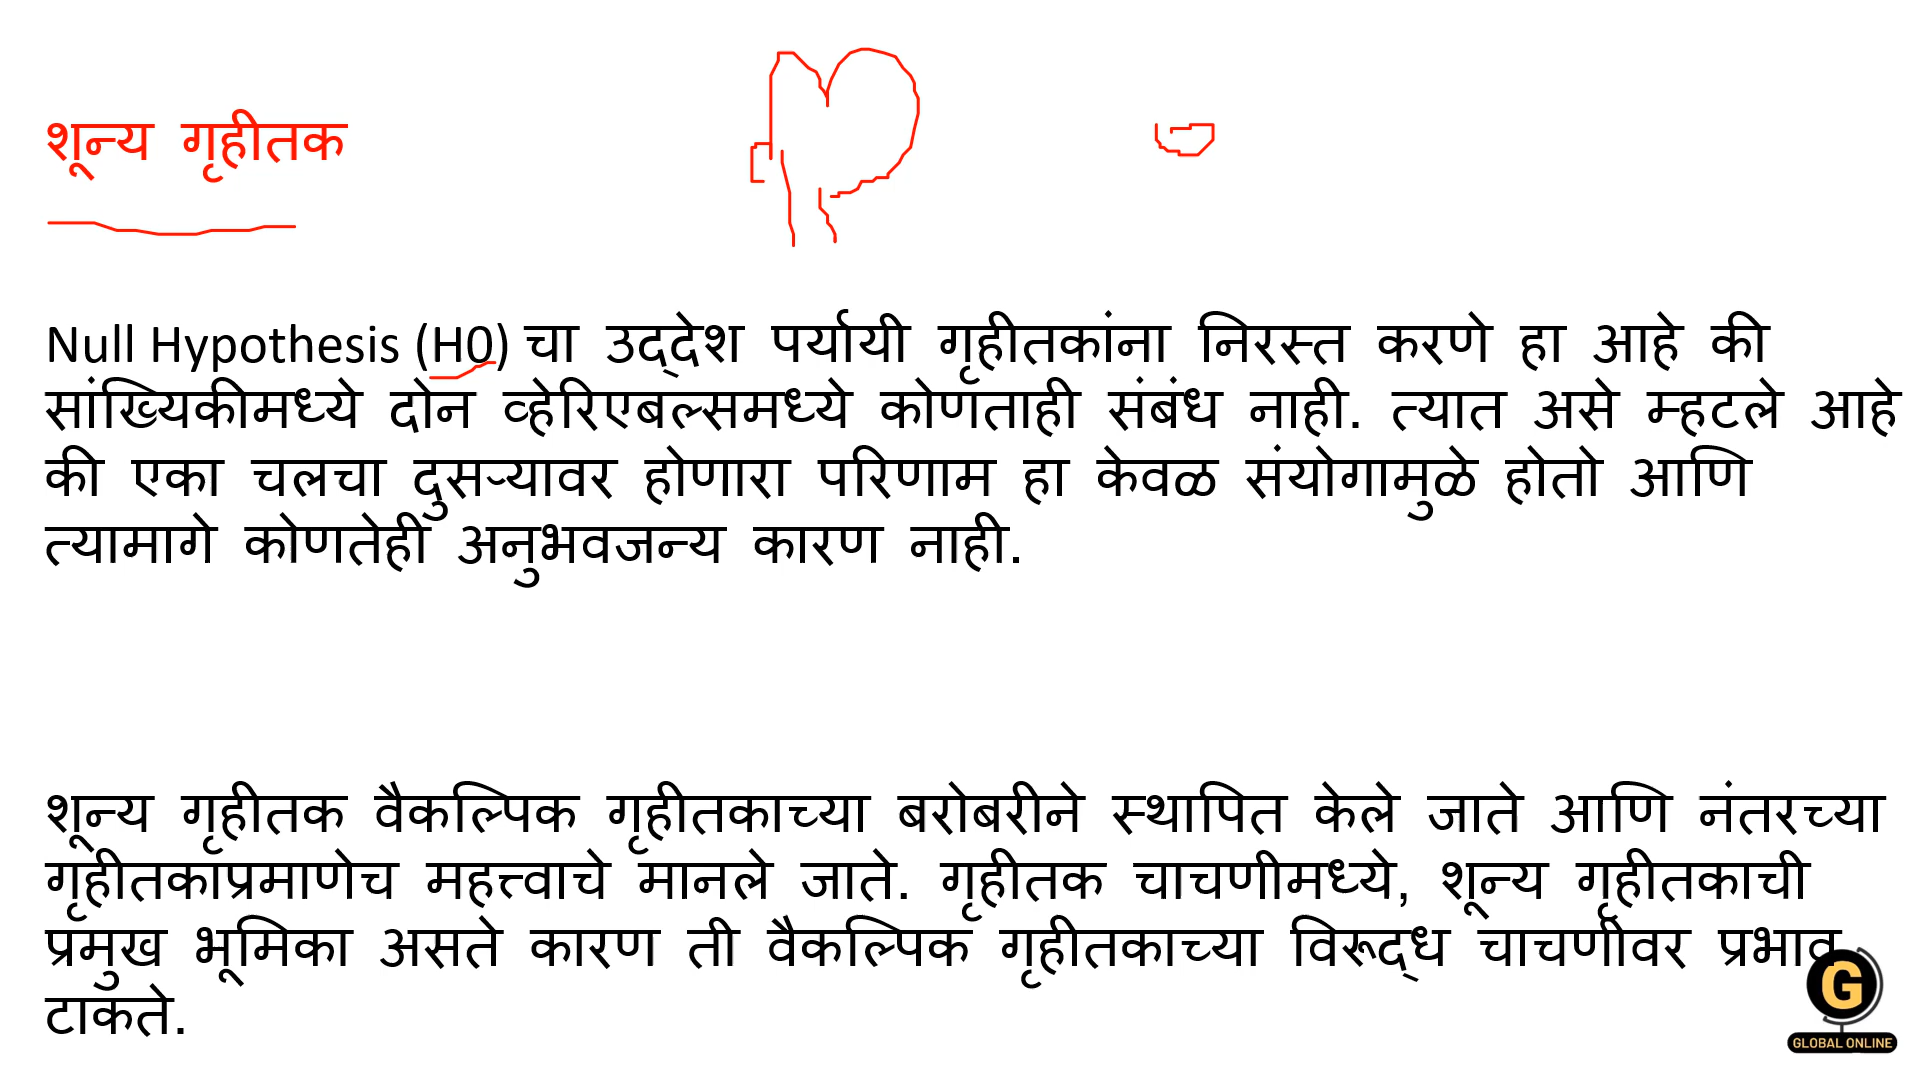 शून्य गृहीतक
Null Hypothesis (H0) चा उद्देश पर्यायी गृहीतकांना निरस्त करणे हा आहे की
सांख्यिकीमध्ये दोन व्हेरिएबल्समध्ये कोणताही संबंध नाही. त्यात असे म्हटले आहे
की एका चलचा दुसऱ्यावर होणारा परिणाम हा केवळ संयोगामुळे होतो आणि
त्यामागे कोणतेही अनुभवजन्य कारण नाही.
शून्य गृहीतक वैकल्पिक गृहीतकाच्या बरोबरीने स्थापित केले जाते आणि नंतरच्या
गृहीतकाप्रमाणेच महत्त्वाचे मानले जाते. गृहीतक चाचणीमध्ये, शून्य गृहीतकाची
प्रमुख भूमिका असते कारण ती वैकल्पिक गृहीतकाच्या विरूद्ध चाचणीवर प्रभाव
टाकते.
G
GLOBAL ONLINE